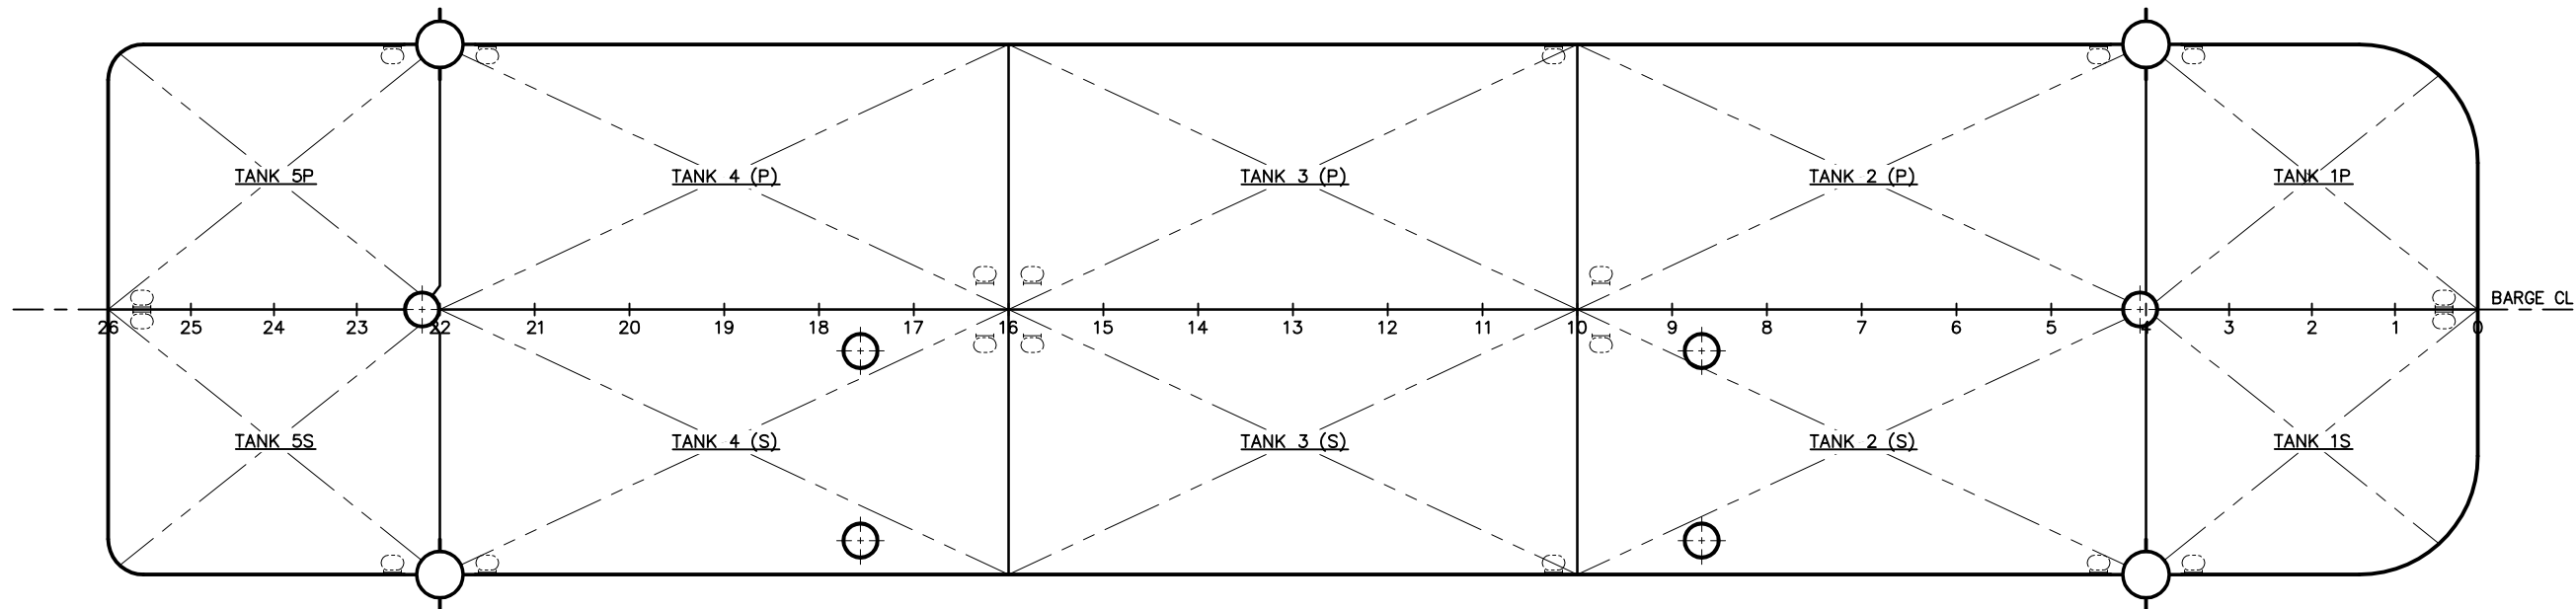 TANK 5P TANK 4 (P) TANK 3 (P) TANK 2 (P) TANK 1P
BARGE CL
26 25 24 23 22 21 20 19 18 17 16 15 14 13 12 11 10 9 8 7 6 5 4 3 2 1 0
TANK 5S TANK 4 (S) TANK 3 (S) TANK 2 (S) TANK 1S